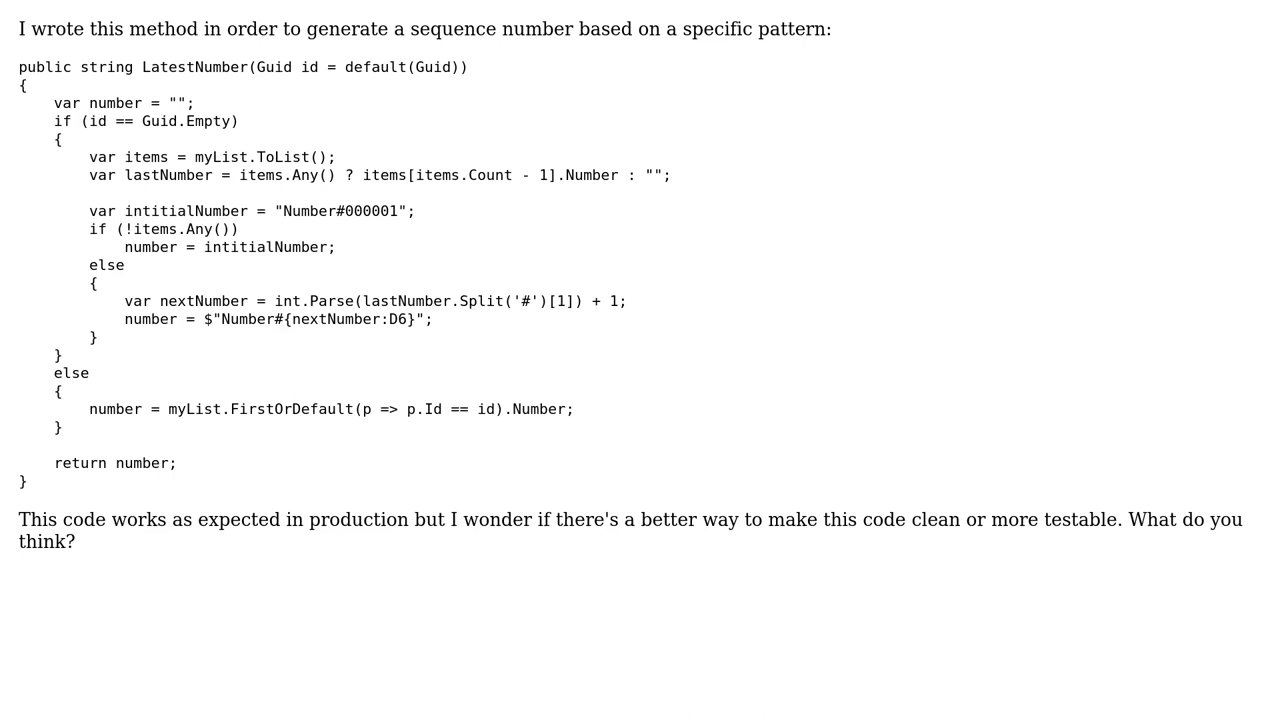 I wrote this method in order to generate a sequence number based on a specific pattern:
public string LatestNumber(Guid id = default(Guid))
{
    var number = "";
    if (id == Guid.Empty)
    {
        var items = myList.ToList();
        var lastNumber = items.Any() ? items[items.Count - 1].Number : "";

        var intitialNumber = "Number#000001";
        if (!items.Any())
            number = intitialNumber;
        else
        {
            var nextNumber = int.Parse(lastNumber.Split('#')[1]) + 1;
            number = $"Number#{nextNumber:D6}";
        }
    }
    else
    {
        number = myList.FirstOrDefault(p => p.Id == id).Number;
    }

    return number;
}
This code works as expected in production but I wonder if there's a better way to make this code clean or more testable. What do you
think?